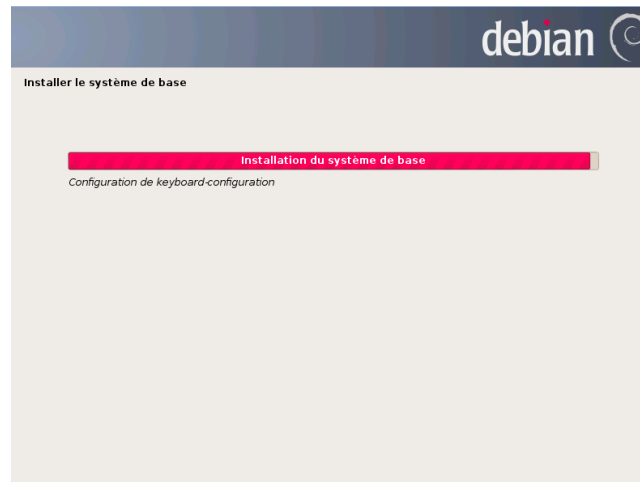 debian
Installer le système de base
Installation du système de base
Configuration de keyboard-configuration